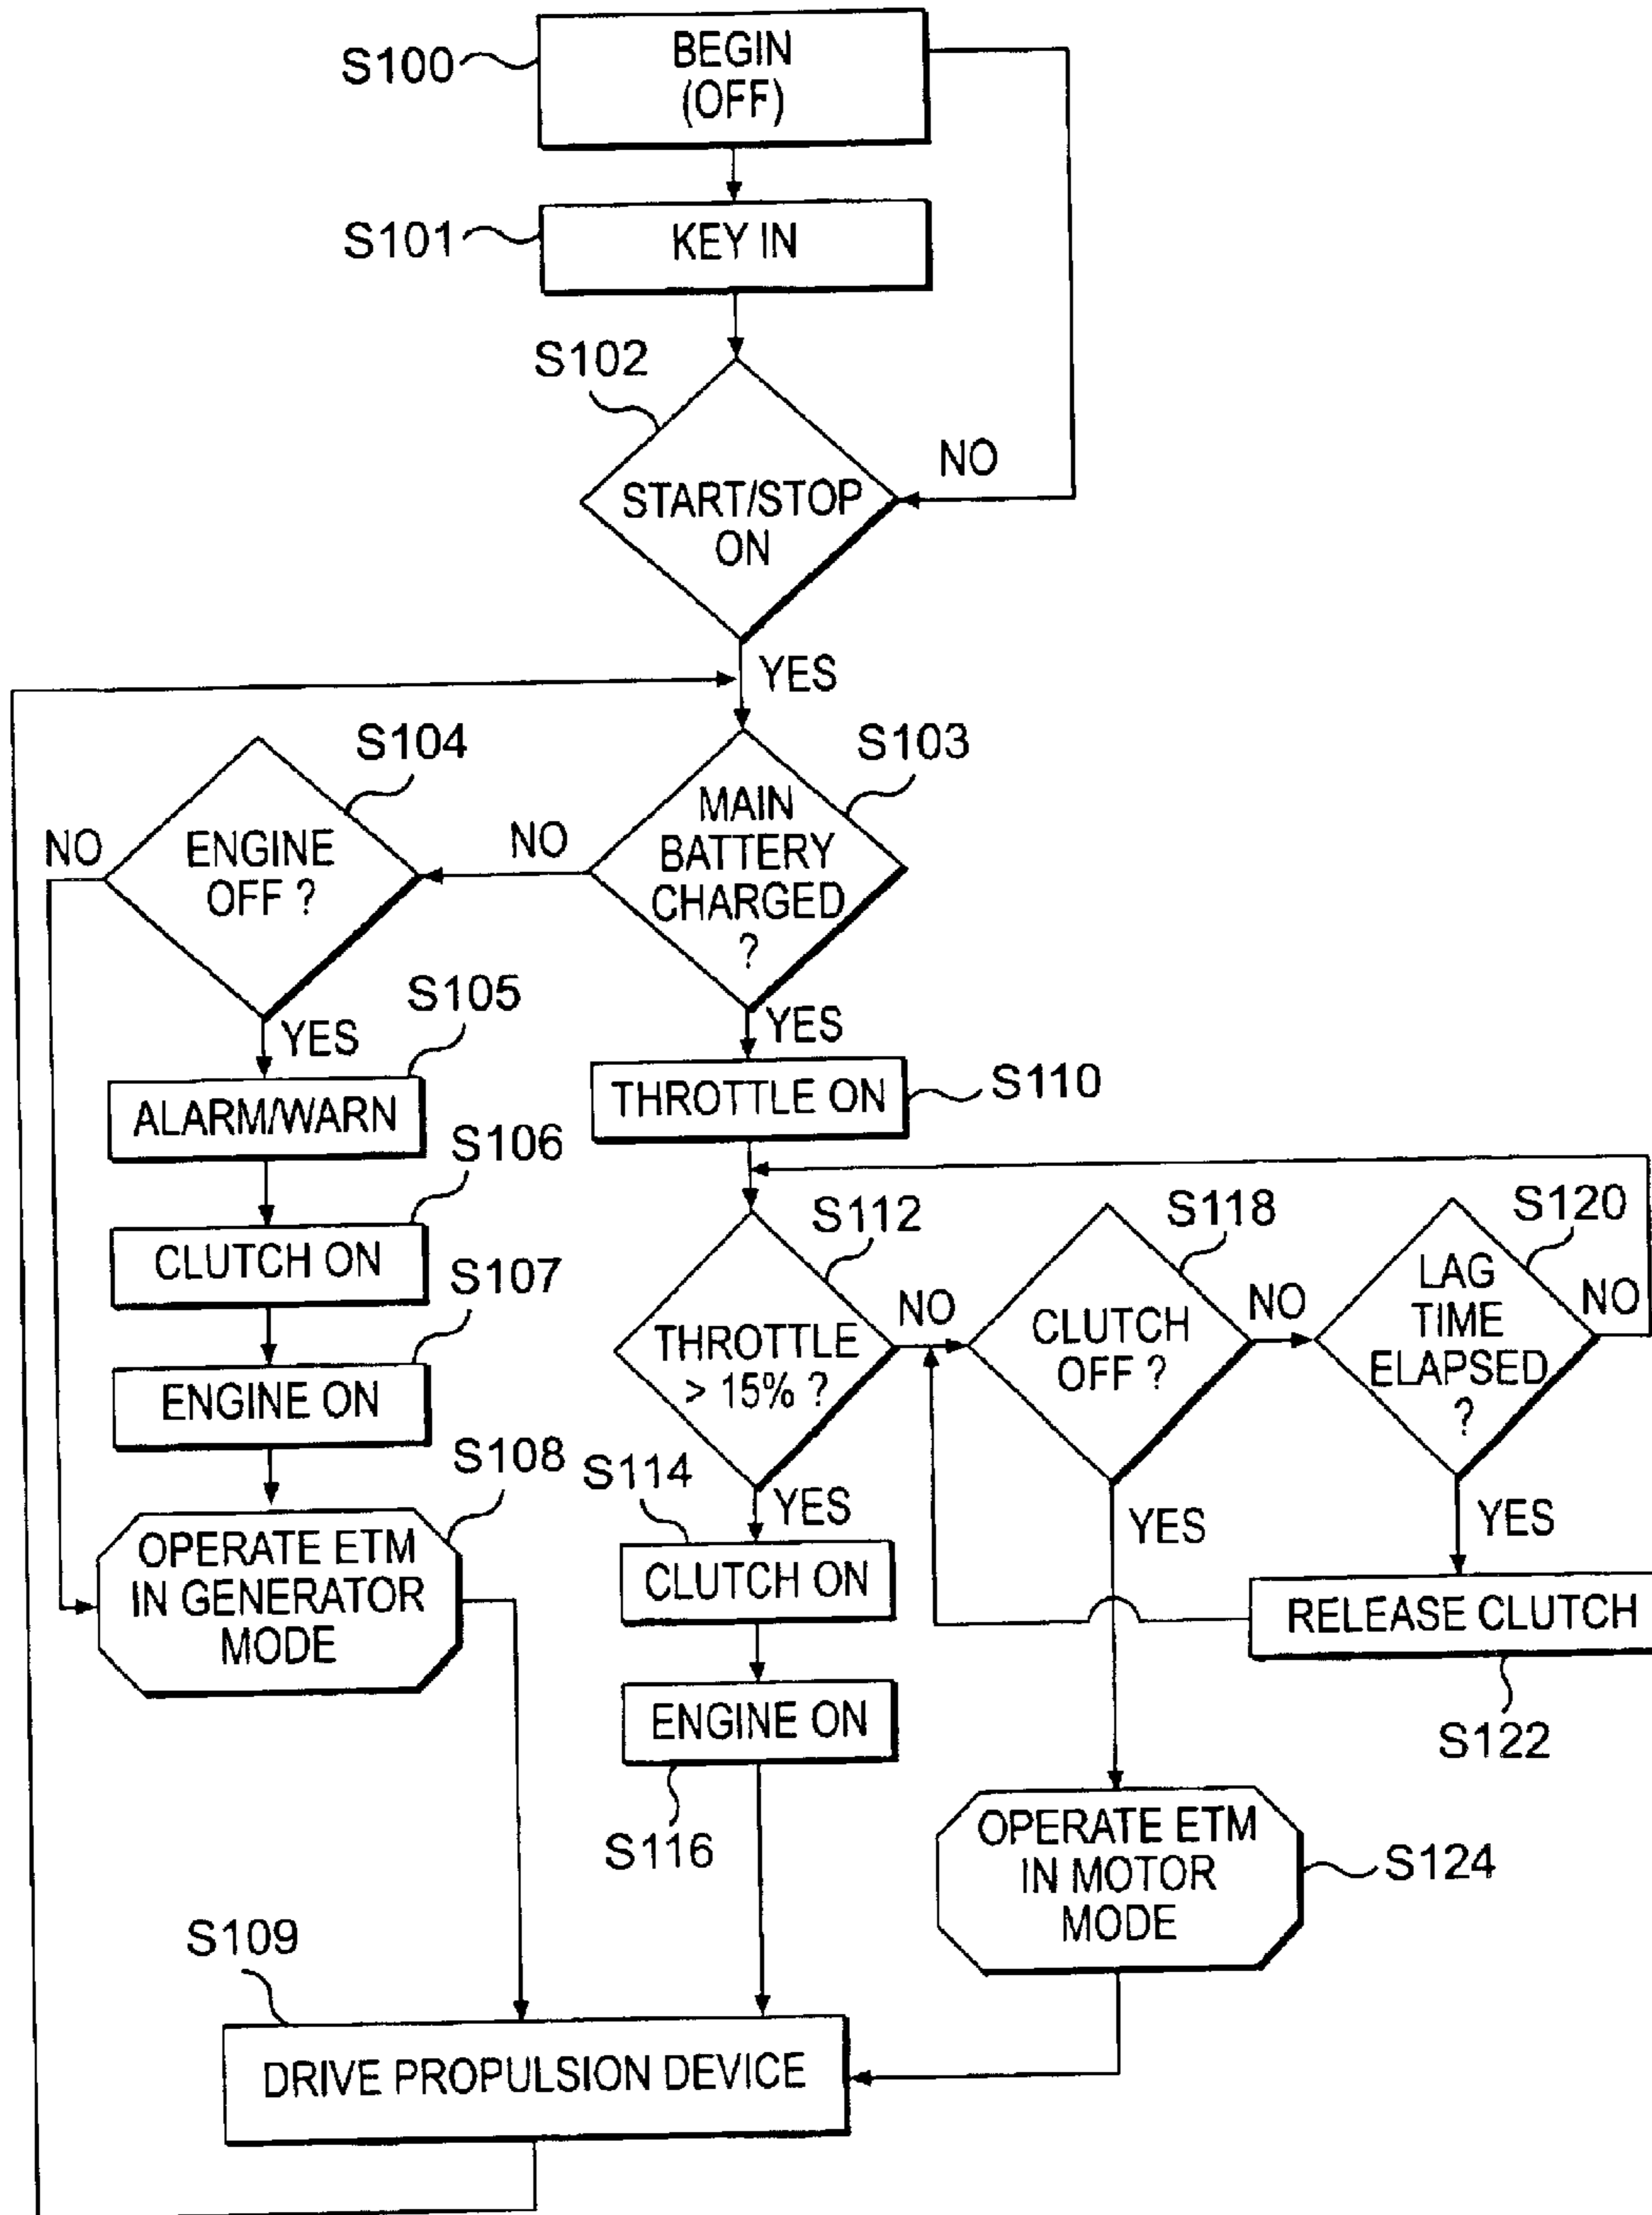 S100
BEGIN
(OFF)
S101
KEY IN
S102
START/STOP
ON
NO
YES
S104
ENGINE
OFF ?
NO
NO
S103
MAIN
BATTERY
CHARGED
?
YES
S105
YES
ALARM/WARN
THROTTLE ON
S110
S106
CLUTCH ON
S107
ENGINE ON
S108
OPERATE ETM
IN GENERATOR
MODE
S112
THROTTLE
> 15% ?
NO
S118
CLUTCH
OFF ?
NO
S120
LAG
TIME
ELAPSED
?
NO
S114
YES
CLUTCH ON
YES
YES
RELEASE CLUTCH
S122
ENGINE ON
S116
OPERATE ETM
IN MOTOR
MODE
S124
S109
DRIVE PROPULSION DEVICE